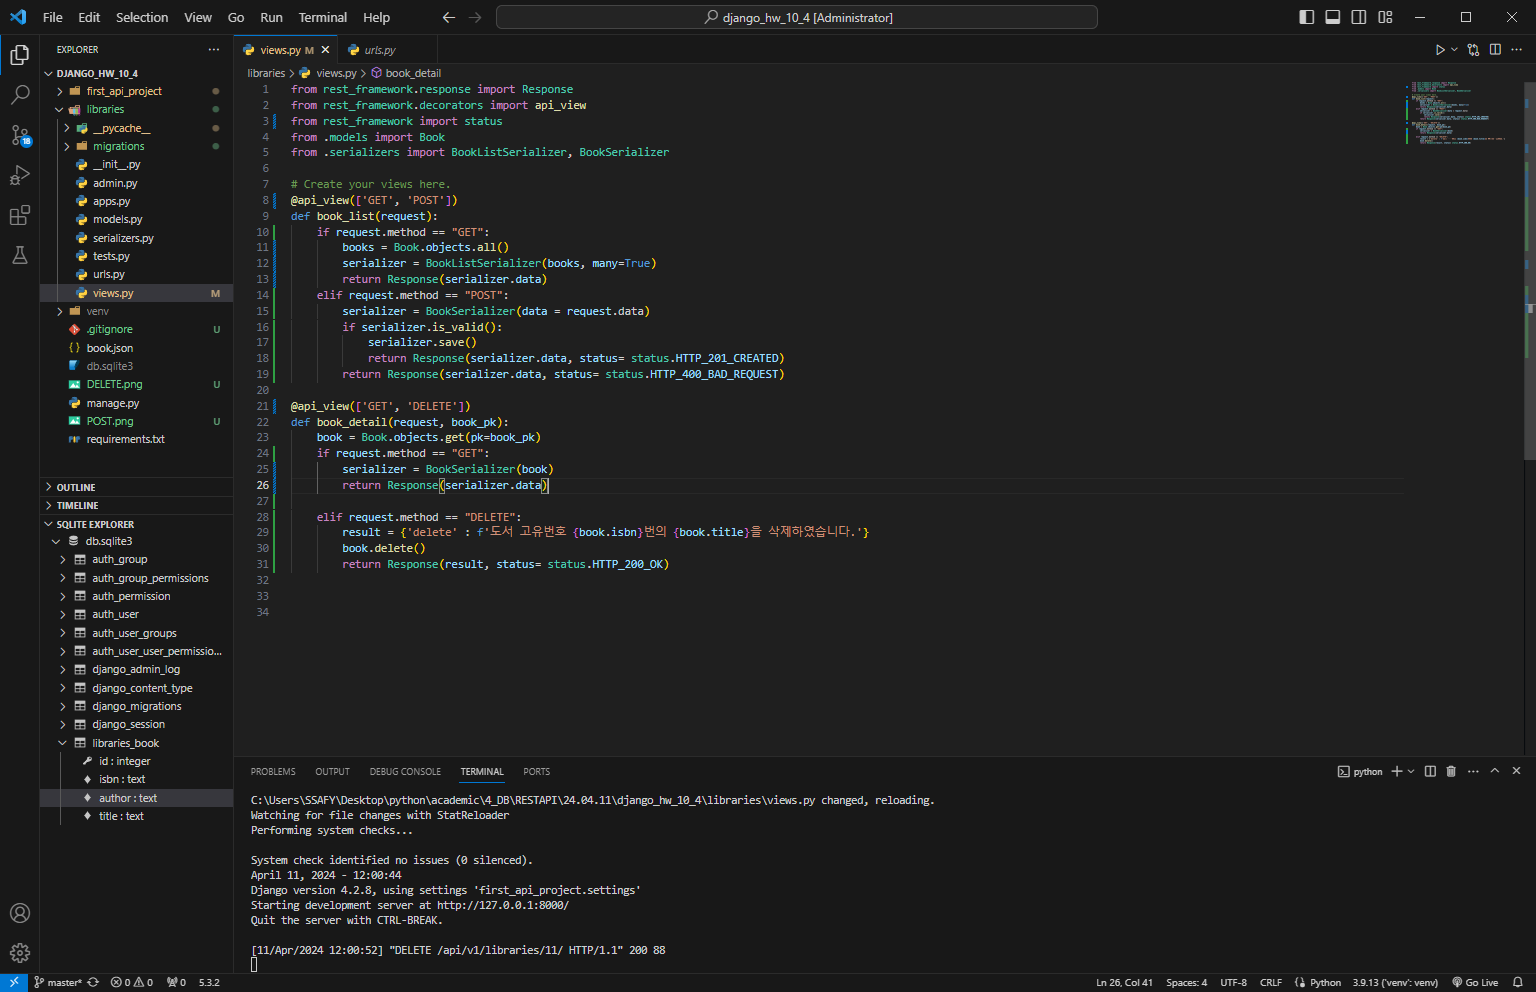 File Edit Selection View Go Run Terminal Help
django_hw_10_4 [Administrator]
EXPLORER
views.py M
urls.py
DJANGO_HW_10_4
first_api_project
libraries
__pycache__
migrations
__init__.py
admin.py
apps.py
models.py
serializers.py
tests.py
urls.py
views.py M
venv
.gitignore U
book.json
db.sqlite3
DELETE.png U
manage.py
POST.png U
requirements.txt
OUTLINE
TIMELINE
SQLITE EXPLORER
db.sqlite3
auth_group
auth_group_permissions
auth_permission
auth_user
auth_user_groups
auth_user_user_permissio...
django_admin_log
django_content_type
django_migrations
django_session
libraries_book
id : integer
isbn : text
author : text
title : text
18
libraries > views.py > book_detail
1 from rest_framework.response import Response
2 from rest_framework.decorators import api_view
3 from rest_framework import status
4 from .models import Book
5 from .serializers import BookListSerializer, BookSerializer
6
7 # Create your views here.
8 @api_view(['GET', 'POST'])
9 def book_list(request):
10 if request.method == "GET":
11 books = Book.objects.all()
12 serializer = BookListSerializer(books, many=True)
13 return Response(serializer.data)
14 elif request.method == "POST":
15 serializer = BookSerializer(data = request.data)
16 if serializer.is_valid():
17 serializer.save()
18 return Response(serializer.data, status= status.HTTP_201_CREATED)
19 return Response(serializer.data, status= status.HTTP_400_BAD_REQUEST)
20
21 @api_view(['GET', 'DELETE'])
22 def book_detail(request, book_pk):
23 book = Book.objects.get(pk=book_pk)
24 if request.method == "GET":
25 serializer = BookSerializer(book)
26 return Response(serializer.data)
27
28 elif request.method == "DELETE":
29 result = {'delete' : f'도서 고유번호 {book.isbn}번의 {book.title}을 삭제하였습니다.'}
30 book.delete()
31 return Response(result, status= status.HTTP_200_OK)
32
33
34
PROBLEMS OUTPUT DEBUG CONSOLE TERMINAL PORTS
python
C:\Users\SSAFY\Desktop\python\academic\4_DB\RESTAPI\24.04.11\django_hw_10_4\libraries\views.py changed, reloading.
Watching for file changes with StatReloader
Performing system checks...
System check identified no issues (0 silenced).
April 11, 2024 - 12:00:44
Django version 4.2.8, using settings 'first_api_project.settings'
Starting development server at http://127.0.0.1:8000/
Quit the server with CTRL-BREAK.
[11/Apr/2024 12:00:52] "DELETE /api/v1/libraries/11/ HTTP/1.1" 200 88
master* 0 0 0 5.3.2
Ln 26, Col 41 Spaces: 4 UTF-8 CRLF Python 3.9.13 ('venv': venv) Go Live